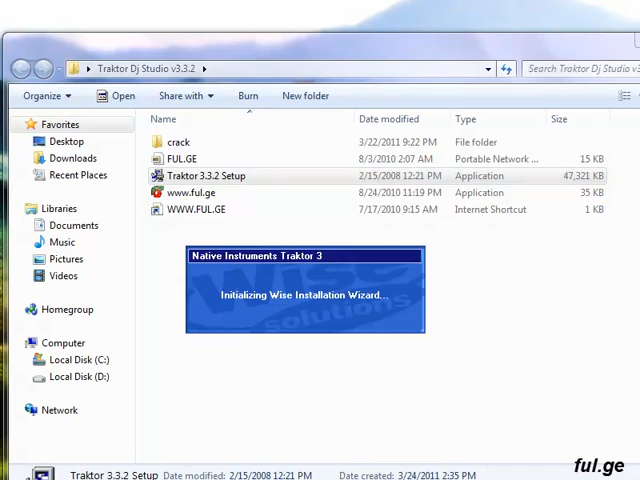 Traktor Dj Studio v3.3.2
Search Traktor Dj Studio v3.3
Organize Open Share with Burn New folder
Name Date modified Type Size
Favorites
Desktop
Downloads
Recent Places
Libraries
Documents
Music
Pictures
Videos
Homegroup
Computer
Local Disk (C:)
Local Disk (D:)
Network
crack 3/22/2011 9:22 PM File folder
FUL.GE 8/3/2010 2:07 AM Portable Network ... 15 KB
Traktor 3.3.2 Setup 2/15/2008 12:21 PM Application 47,321 KB
www.ful.ge 8/24/2010 11:19 PM Application 35 KB
WWW.FUL.GE 7/17/2010 9:15 AM Internet Shortcut 1 KB
Native Instruments Traktor 3
Initializing Wise Installation Wizard...
Wise
solutions
Traktor 3.3.2 Setup Date modified: 2/15/2008 12:21 PM Date created: 3/24/2011 2:35 PM
ful.ge